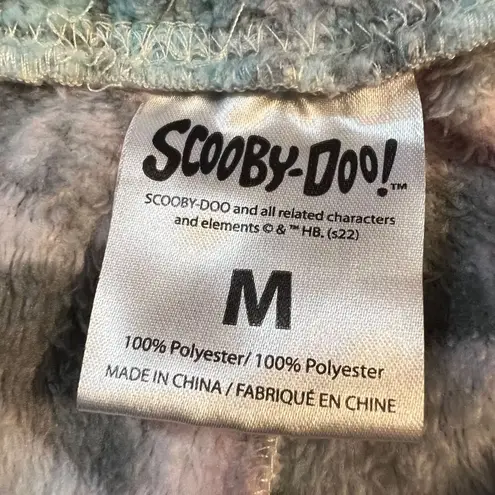 SCOOBY-DOO!™
SCOOBY-DOO and all related characters
and elements © & ™ HB. (s22)
M
100% Polyester/ 100% Polyester
MADE IN CHINA / FABRIQUÉ EN CHINE